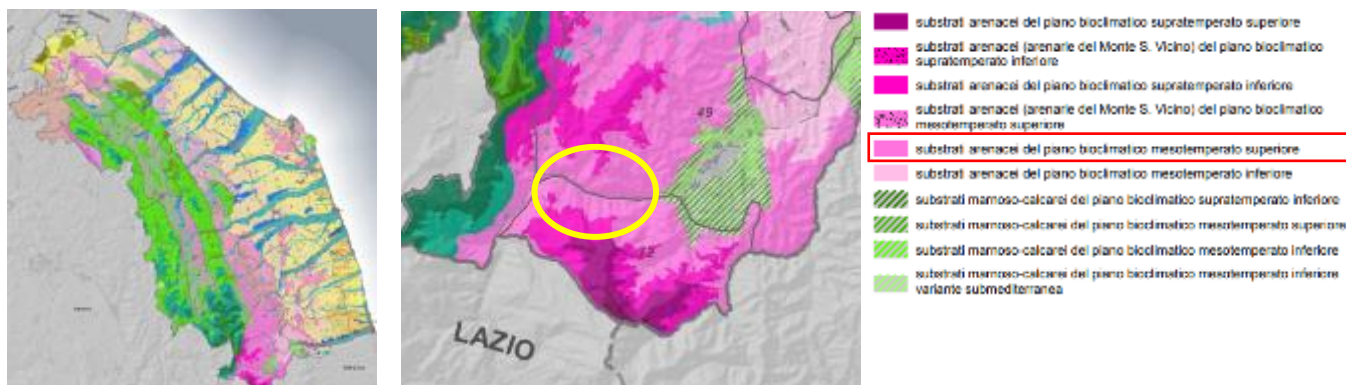 49
12
LAZIO
substrati arenacei del piano bioclimatico supratemperato superiore
substrati arenacei (arenarie del Monte S. Vicino) del piano bioclimatico
supratemperato inferiore
substrati arenacei del piano bioclimatico supratemperato inferiore
substrati arenacei (arenarie del Monte S. Vicino) del piano bioclimatico
mesotemperato superiore
substrati arenacei del piano bioclimatico mesotemperato superiore
substrati arenacei del piano bioclimatico mesotemperato inferiore
substrati marnoso-calcarei del piano bioclimatico supratemperato inferiore
substrati marnoso-calcarei del piano bioclimatico mesotemperato superiore
substrati marnoso-calcarei del piano bioclimatico mesotemperato inferiore
substrati marnoso-calcarei del piano bioclimatico mesotemperato inferiore
variante submediterranea